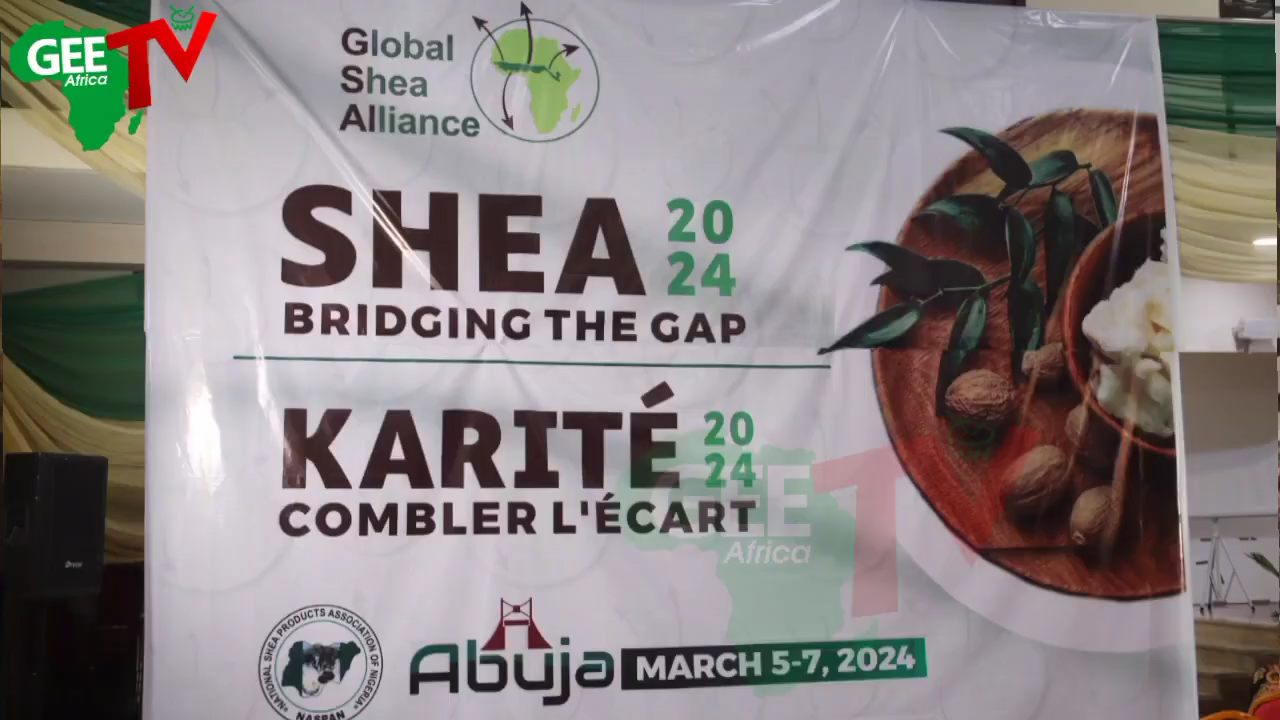 GEE
Africa
TV
Global
Shea
Alliance
SHEA 20
24
BRIDGING THE GAP
KARITÉ 20
24
COMBLER L'ÉCART
GEE
Africa
TV
NATIONAL SHEA PRODUCTS ASSOCIATION OF NIGERIA
NASPAN
Abuja MARCH 5-7, 2024